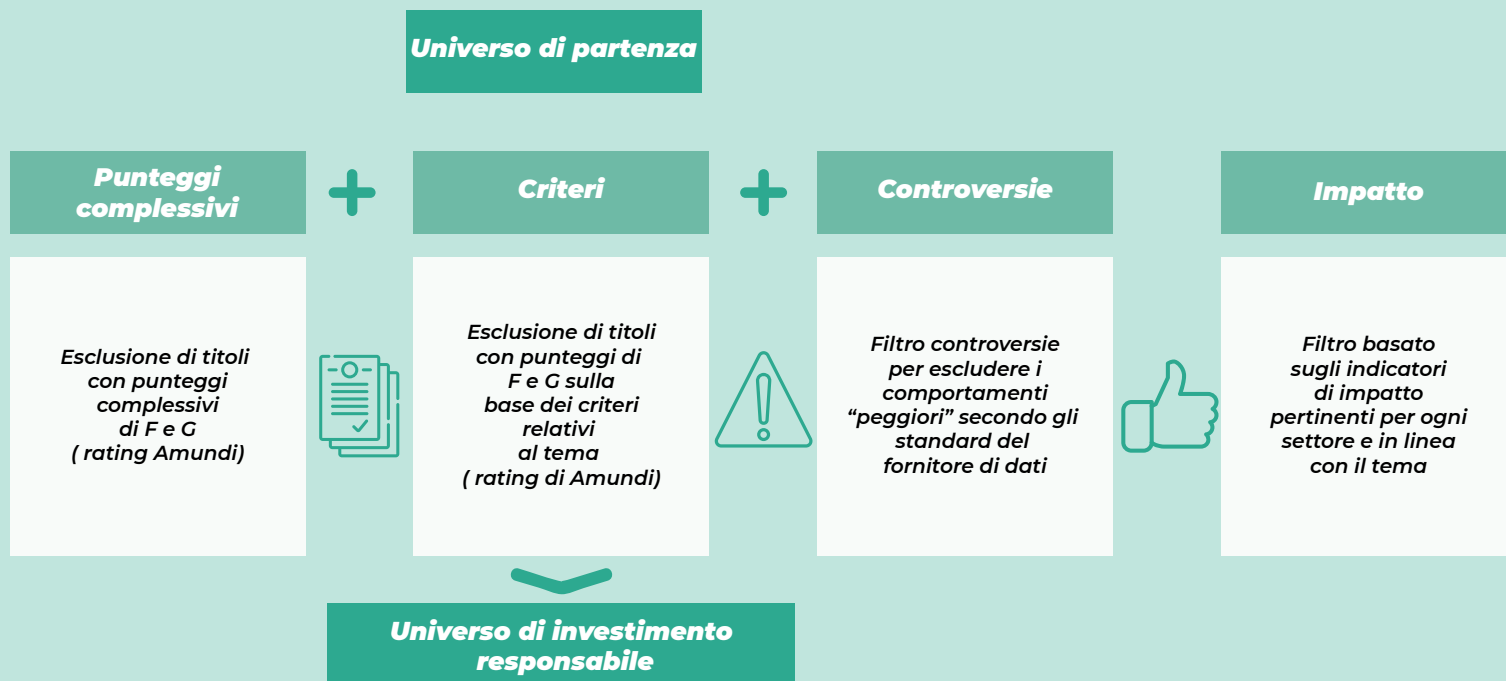 Universo di partenza
Punteggi
complessivi
Criteri
Controversie
Impatto
Esclusione di titoli
con punteggi
complessivi
di F e G
( rating Amundi)
Esclusione di titoli
con punteggi di
F e G sulla
base dei criteri
relativi
al tema
( rating di Amundi)
Filtro controversie
per escludere i
comportamenti
“peggiori” secondo gli
standard del
fornitore di dati
Filtro basato
sugli indicatori
di impatto
pertinenti per ogni
settore e in linea
con il tema
Universo di investimento
responsabile